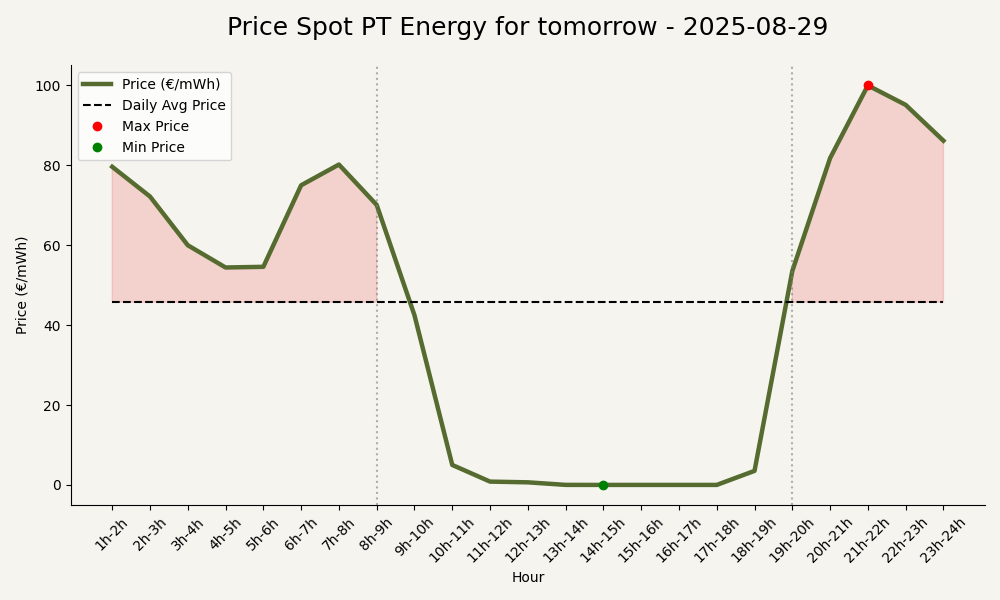 Price Spot PT Energy for tomorrow - 2025-08-29
Price (€/mWh)
Daily Avg Price
Max Price
Min Price
Price (€/mWh)
100
80
60
40
20
0
1h-2h
2h-3h
3h-4h
4h-5h
5h-6h
6h-7h
7h-8h
8h-9h
9h-10h
10h-11h
11h-12h
12h-13h
13h-14h
14h-15h
15h-16h
16h-17h
17h-18h
18h-19h
19h-20h
20h-21h
21h-22h
22h-23h
23h-24h
Hour